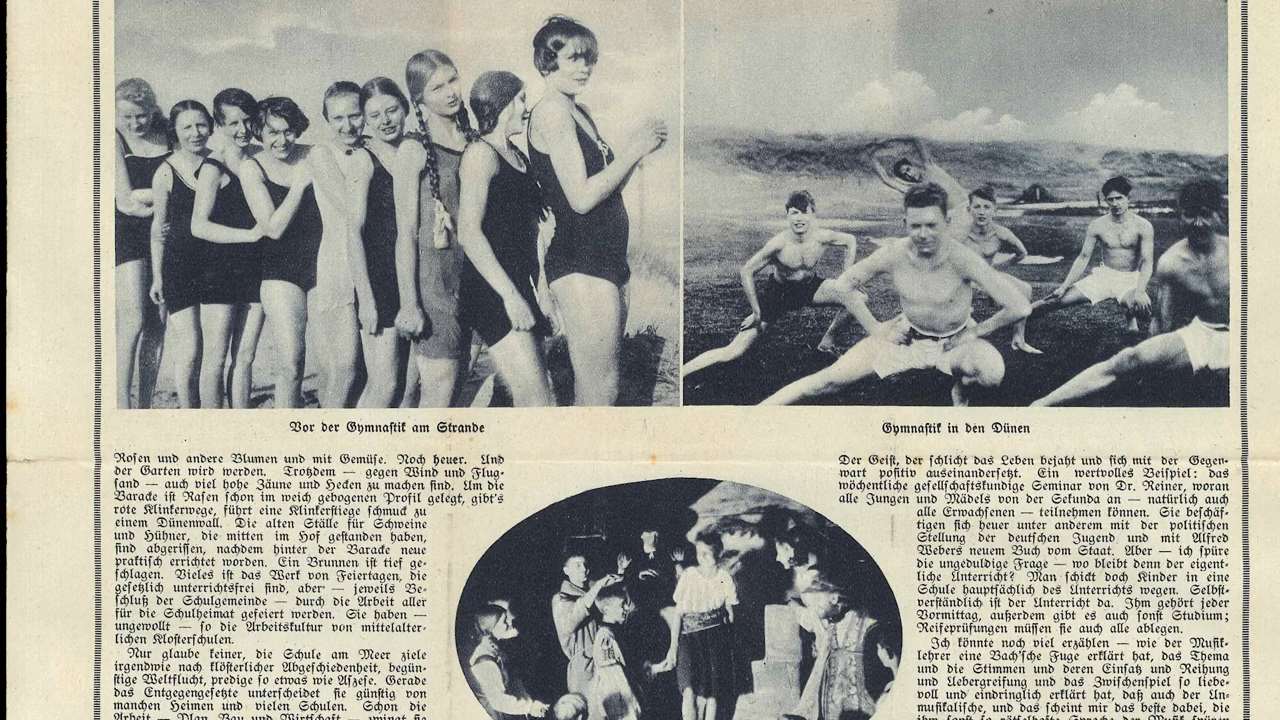 Vor der Gymnastik am Strande
Gymnastik in den Dünen
Rosen und andere Blumen und mit Gemüse. Noch heuer. Und
der Garten wird werden. Trotzdem — gegen Wind und Flug-
sand — auch viel hohe Zäune und Hecken zu machen sind. Um die
Baracke ist Rasen schon im weich gebogenen Profil gelegt, gibt's
rote Klinkerwege, führt eine Klinkerstiege schmuck zu
einem Dünenwall. Die alten Ställe für Schweine
und Hühner, die mitten im Hof gestanden haben,
sind abgerissen, nachdem hinter der Baracke neue
praktisch errichtet worden. Ein Brunnen ist tief ge-
schlagen. Vieles ist das Werk von Feiertagen, die
gesetzlich unterrichtsfrei sind, aber — jeweils Be-
schluß der Schulgemeinde — durch die Arbeit aller
für die Schulheimat gefeiert werden. Sie haben —
ungewollt — so die Arbeitskultur von mittelalter-
lichen Klosterschulen.
Nur glaube keiner, die Schule am Meer ziele
irgendwie nach klösterlicher Abgeschiedenheit, begün-
stige Weltflucht, predige so etwas wie Aszese. Gerade
das Entgegengesetzte unterscheidet sie günstig von
manchen Heimen und vielen Schulen. Schon die
Arbeit — Plan, Bau und Wirtschaft — zwingt sie
Der Geist, der schlicht das Leben bejaht und sich mit der Gegen-
wart positiv auseinandersetzt. Ein wertvolles Beispiel: das
wöchentliche gesellschaftskundige Seminar von Dr. Reiner, woran
alle Jungen und Mädels von der Sekunda an — natürlich auch
alle Erwachsenen — teilnehmen können. Sie beschäf-
tigen sich heuer unter anderem mit der politischen
Stellung der deutschen Jugend und mit Alfred
Webers neuem Buch vom Staat. Aber — ich spüre
die ungeduldige Frage — wo bleibt denn der eigent-
liche Unterricht? Man schickt doch Kinder in eine
Schule hauptsächlich des Unterrichts wegen. Selbst-
verständlich ist der Unterricht da. Ihm gehört jeder
Vormittag, außerdem gibt es auch sonst Studium;
Reifeprüfungen müssen sie auch alle ablegen.
Ich könnte noch viel erzählen — wie der Musik-
lehrer eine Bach'sche Fuge erklärt hat, das Thema
und die Stimmen und deren Einsatz und Reihung
und Uebergreifung und das Zwischenspiel so liebe-
voll und eindringlich erklärt hat, daß auch der Un-
musikalische, und das scheint mir das beste dabei, die
ihm sonst so rätselhafte Sprache der Musik